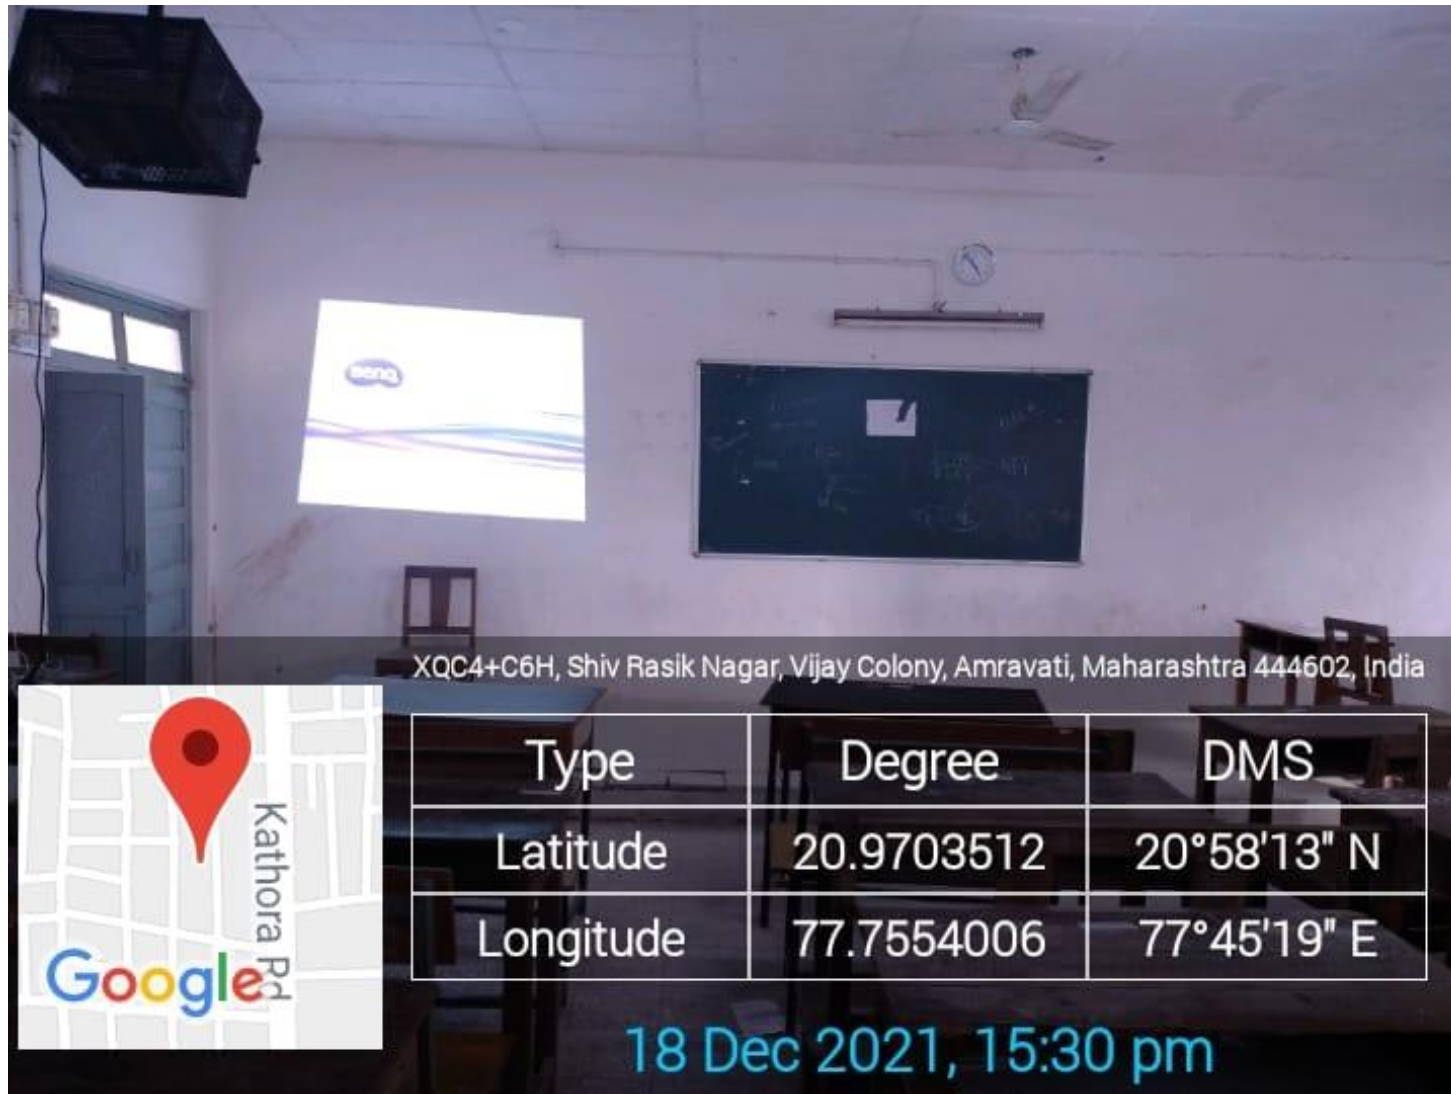 BenQ
XQC4+C6H, Shiv Rasik Nagar, Vijay Colony, Amravati, Maharashtra 444602, India
Type Degree DMS
Latitude 20.9703512 20°58'13" N
Longitude 77.7554006 77°45'19" E
Kathora Rd
Google
18 Dec 2021, 15:30 pm